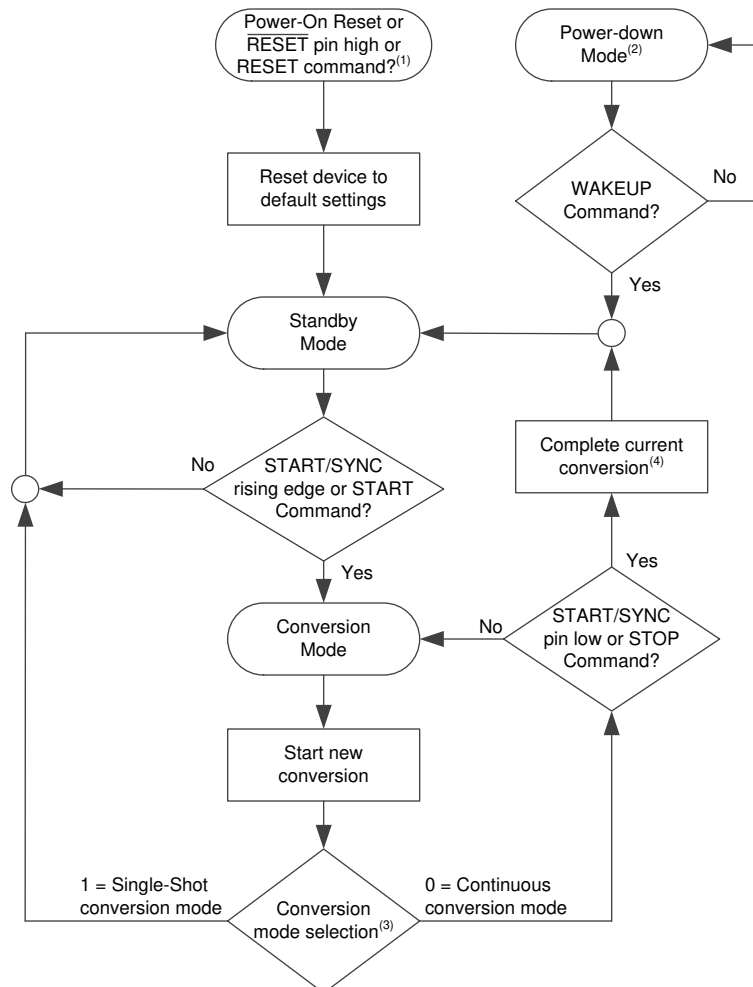 Power-On Reset or
RESET pin high or
RESET command?(1)
Power-down
Mode(2)
Reset device to
default settings
WAKEUP
Command?
No
Yes
Standby
Mode
Complete current
conversion(4)
No
START/SYNC
rising edge or START
Command?
Yes
Yes
Conversion
Mode
No
START/SYNC
pin low or STOP
Command?
Start new
conversion
1 = Single-Shot
conversion mode
0 = Continuous
conversion mode
Conversion
mode selection(3)